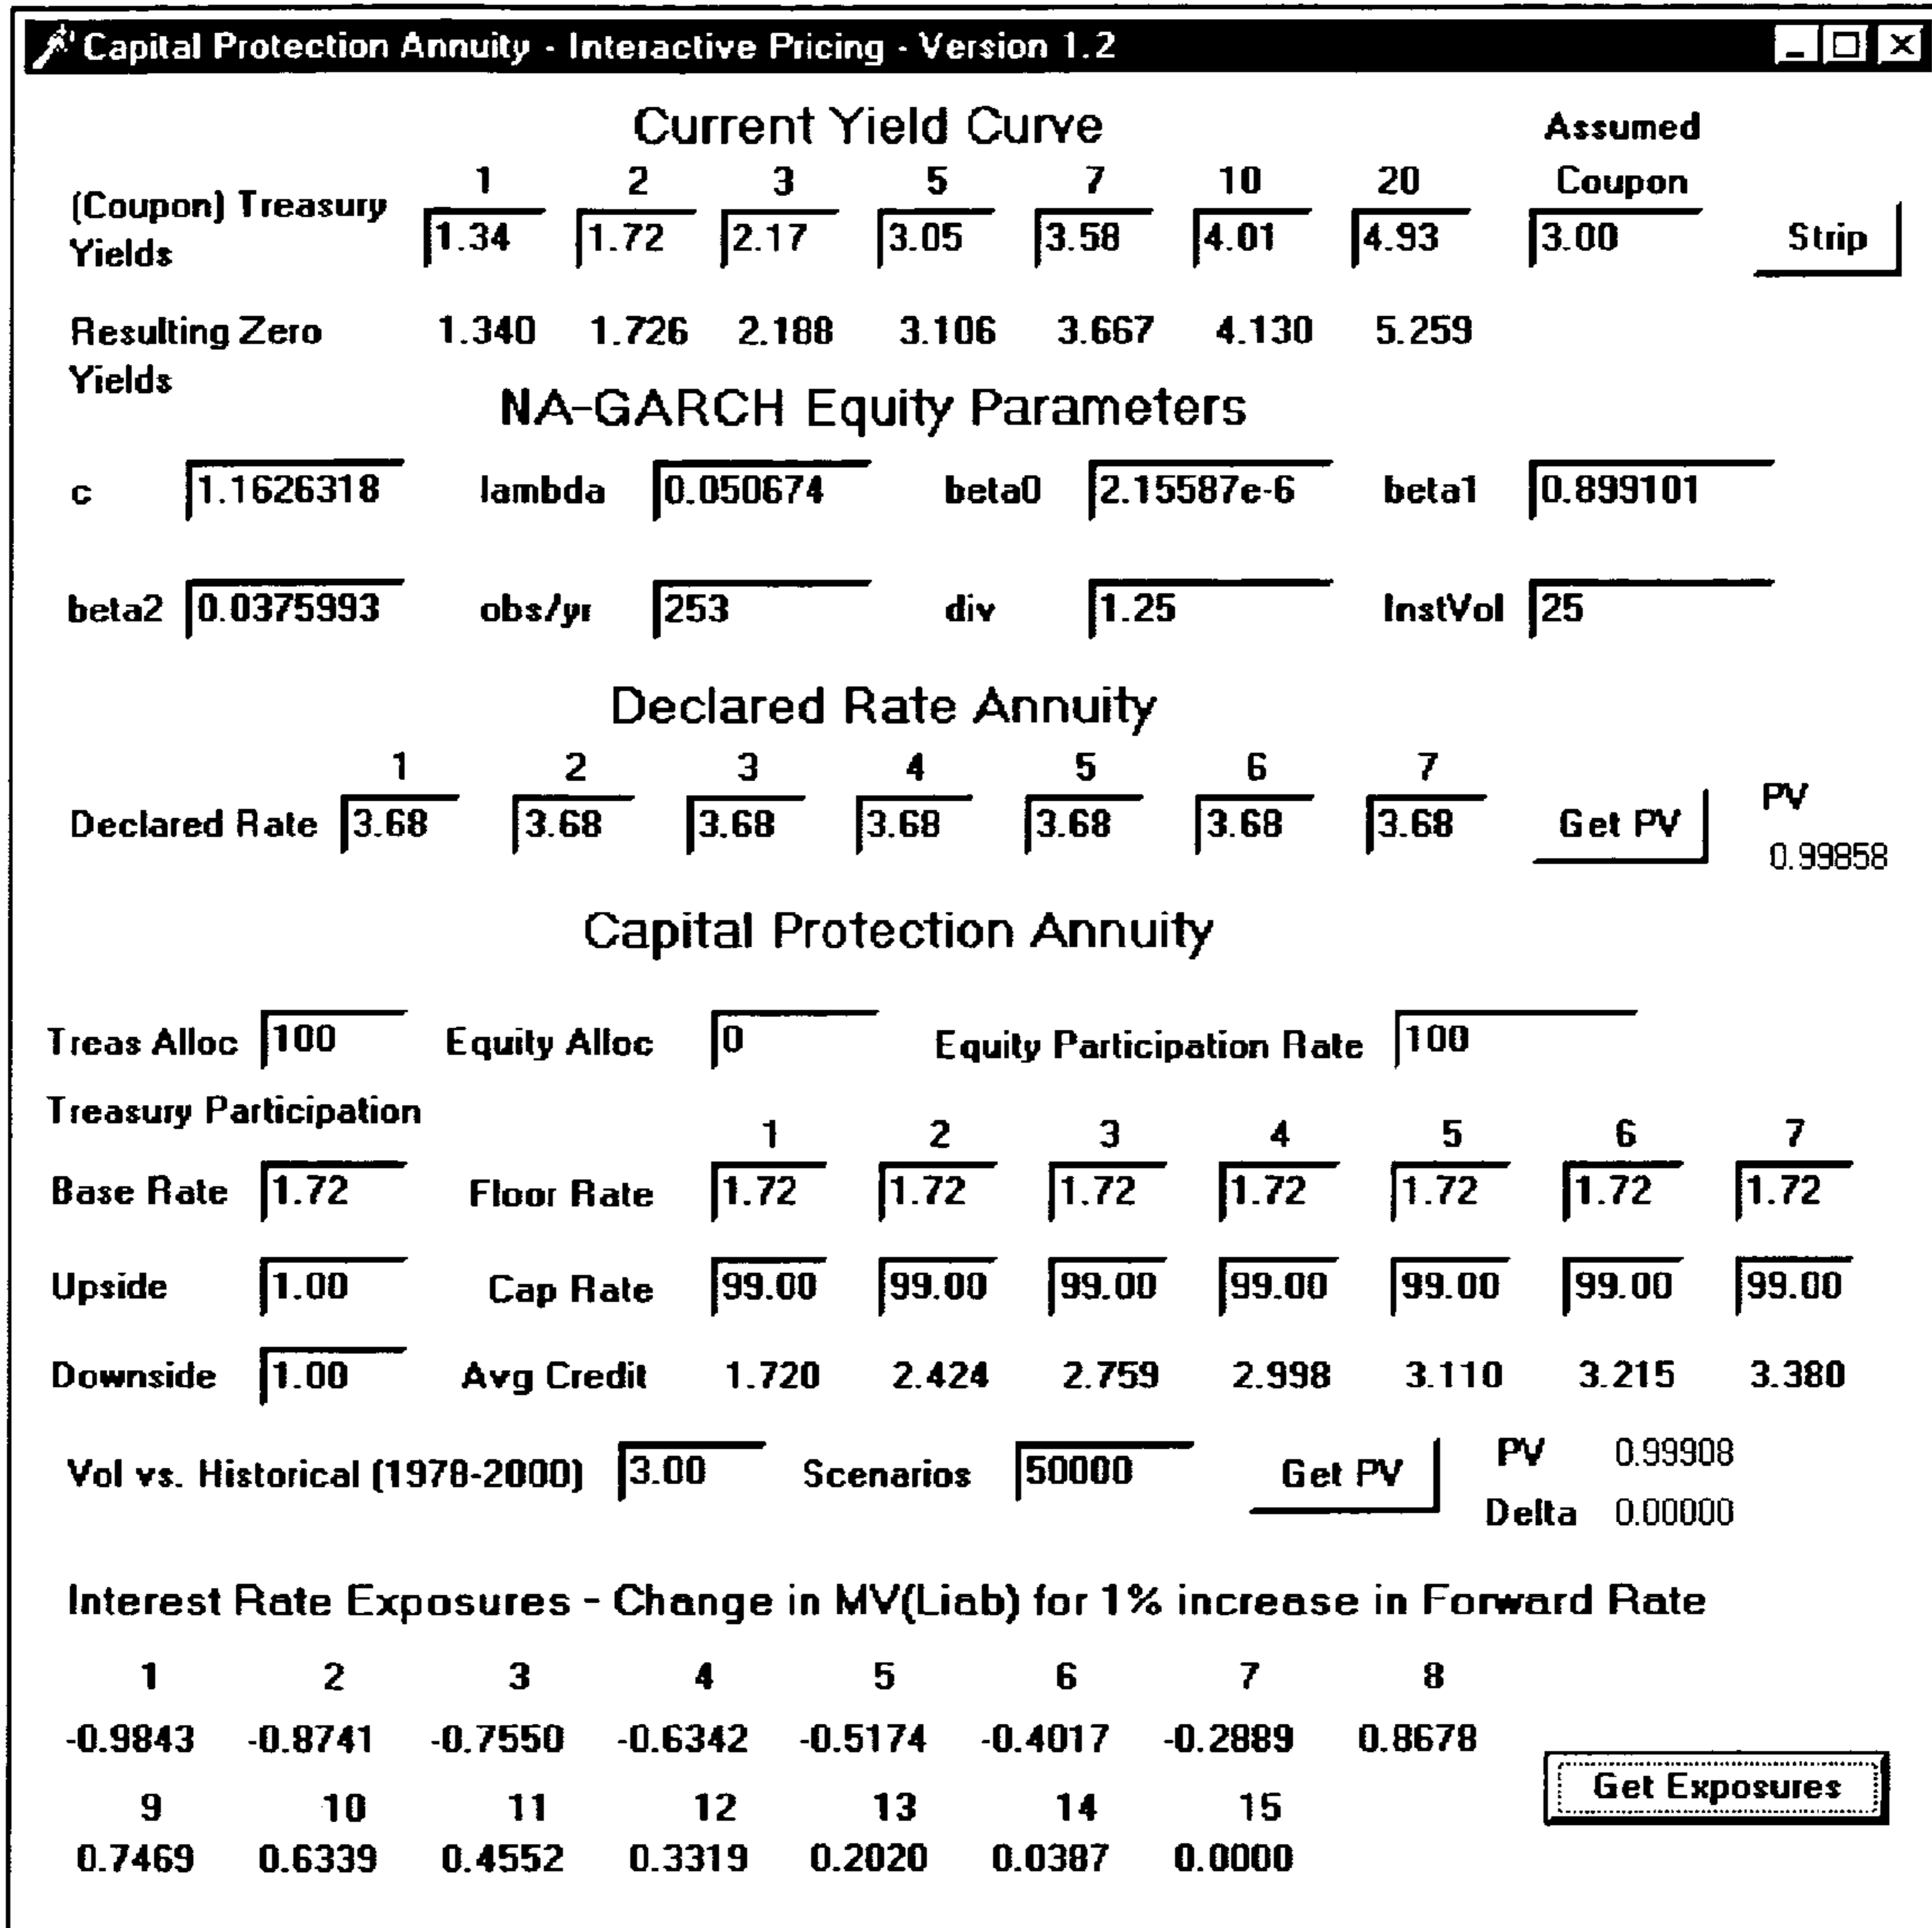 Capital Protection Annuity - Interactive Pricing - Version 1.2
Current Yield Curve Assumed
1 2 3 5 7 10 20 Coupon
(Coupon) Treasury
Yields 1.34 1.72 2.17 3.05 3.58 4.01 4.93 3.00 Strip
Resulting Zero 1.340 1.726 2.188 3.106 3.667 4.130 5.259
Yields
NA-GARCH Equity Parameters
c 1.1626318 lambda 0.050674 beta0 2.15587e-6 beta1 0.899101
beta2 0.0375993 obs/yr 253 div 1.25 InstVol 25
Declared Rate Annuity
1 2 3 4 5 6 7
PV
Declared Rate 3.68 3.68 3.68 3.68 3.68 3.68 3.68 Get PV
0.99858
Capital Protection Annuity
Treas Alloc 100 Equity Alloc 0 Equity Participation Rate 100
Treasury Participation
1 2 3 4 5 6 7
Base Rate 1.72 Floor Rate 1.72 1.72 1.72 1.72 1.72 1.72 1.72
Upside 1.00 Cap Rate 99.00 99.00 99.00 99.00 99.00 99.00 99.00
Downside 1.00 Avg Credit 1.720 2.424 2.759 2.998 3.110 3.215 3.380
Vol vs. Historical (1978-2000) 3.00 Scenarios 50000 Get PV PV 0.99908
Delta 0.00000
Interest Rate Exposures - Change in MV(Liab) for 1% increase in Forward Rate
1 2 3 4 5 6 7 8
-0.9843 -0.8741 -0.7550 -0.6342 -0.5174 -0.4017 -0.2889 0.8678
Get Exposures
9 10 11 12 13 14 15
0.7469 0.6339 0.4552 0.3319 0.2020 0.0387 0.0000